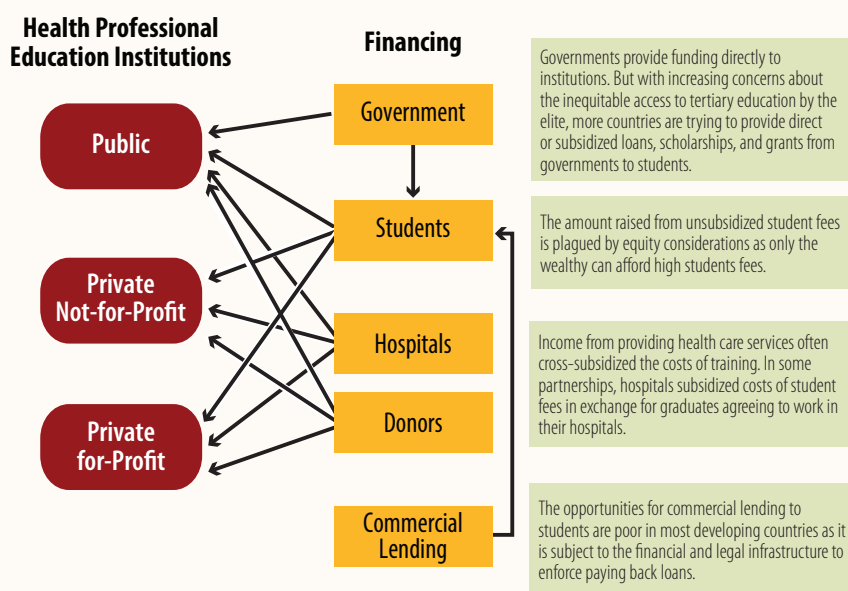 Health Professional
Education Institutions
Public
Private
Not-for-Profit
Private
for-Profit
Financing
Government
Students
Hospitals
Donors
Commercial
Lending
Governments provide funding directly to
institutions. But with increasing concerns about
the inequitable access to tertiary education by the
elite, more countries are trying to provide direct
or subsidized loans, scholarships, and grants from
governments to students.
The amount raised from unsubsidized student fees
is plagued by equity considerations as only the
wealthy can afford high students fees.
Income from providing health care services often
cross-subsidized the costs of training. In some
partnerships, hospitals subsidized costs of student
fees in exchange for graduates agreeing to work in
their hospitals.
The opportunities for commercial lending to
students are poor in most developing countries as it
is subject to the financial and legal infrastructure to
enforce paying back loans.